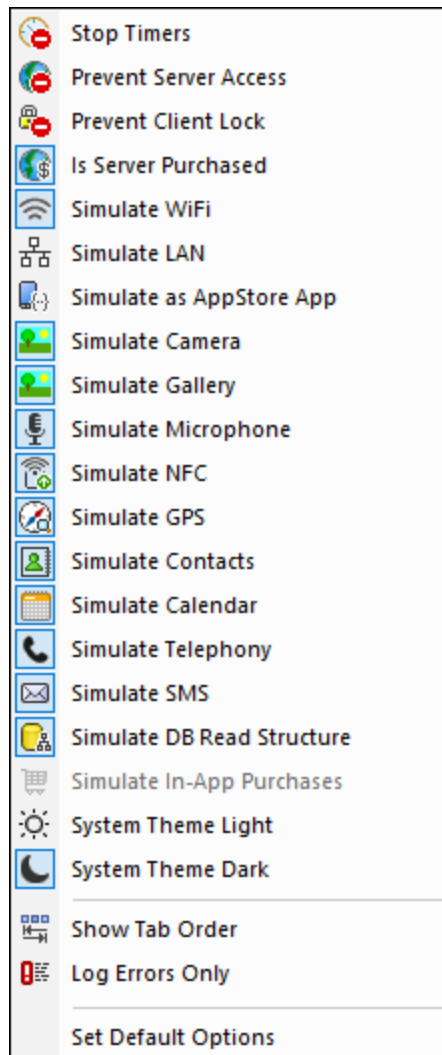 Stop Timers
Prevent Server Access
Prevent Client Lock
Is Server Purchased
Simulate WiFi
Simulate LAN
Simulate as AppStore App
Simulate Camera
Simulate Gallery
Simulate Microphone
Simulate NFC
Simulate GPS
Simulate Contacts
Simulate Calendar
Simulate Telephony
Simulate SMS
Simulate DB Read Structure
Simulate In-App Purchases
System Theme Light
System Theme Dark
Show Tab Order
Log Errors Only
Set Default Options